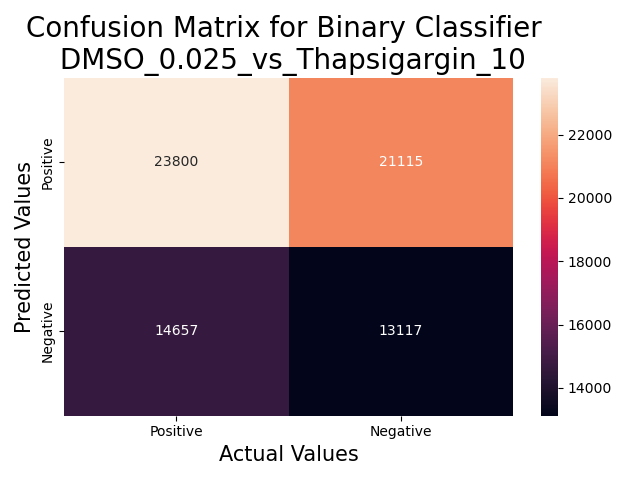 Confusion Matrix for Binary Classifier
DMSO_0.025_vs_Thapsigargin_10
Predicted Values
Positive
Negative
23800 21115
14657 13117
Positive Negative
Actual Values
22000
20000
18000
16000
14000